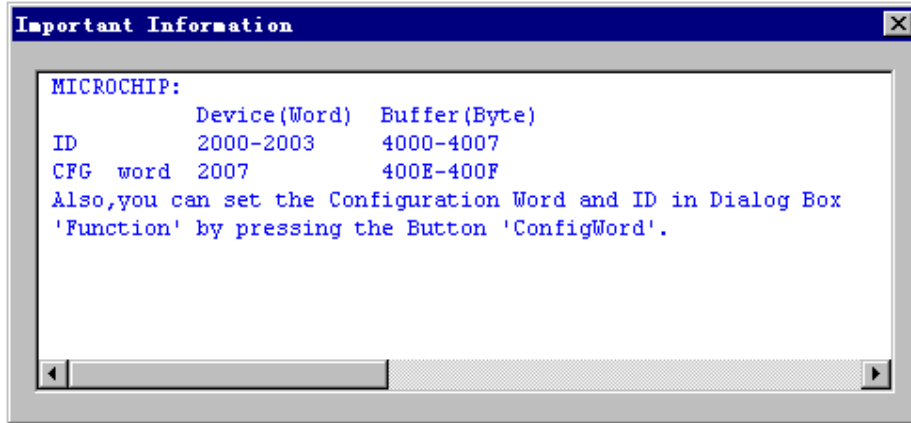 Important Information
MICROCHIP:
Device(Word) Buffer(Byte)
ID 2000-2003 4000-4007
CFG word 2007 400E-400F
Also,you can set the Configuration Word and ID in Dialog Box
'Function' by pressing the Button 'ConfigWord'.